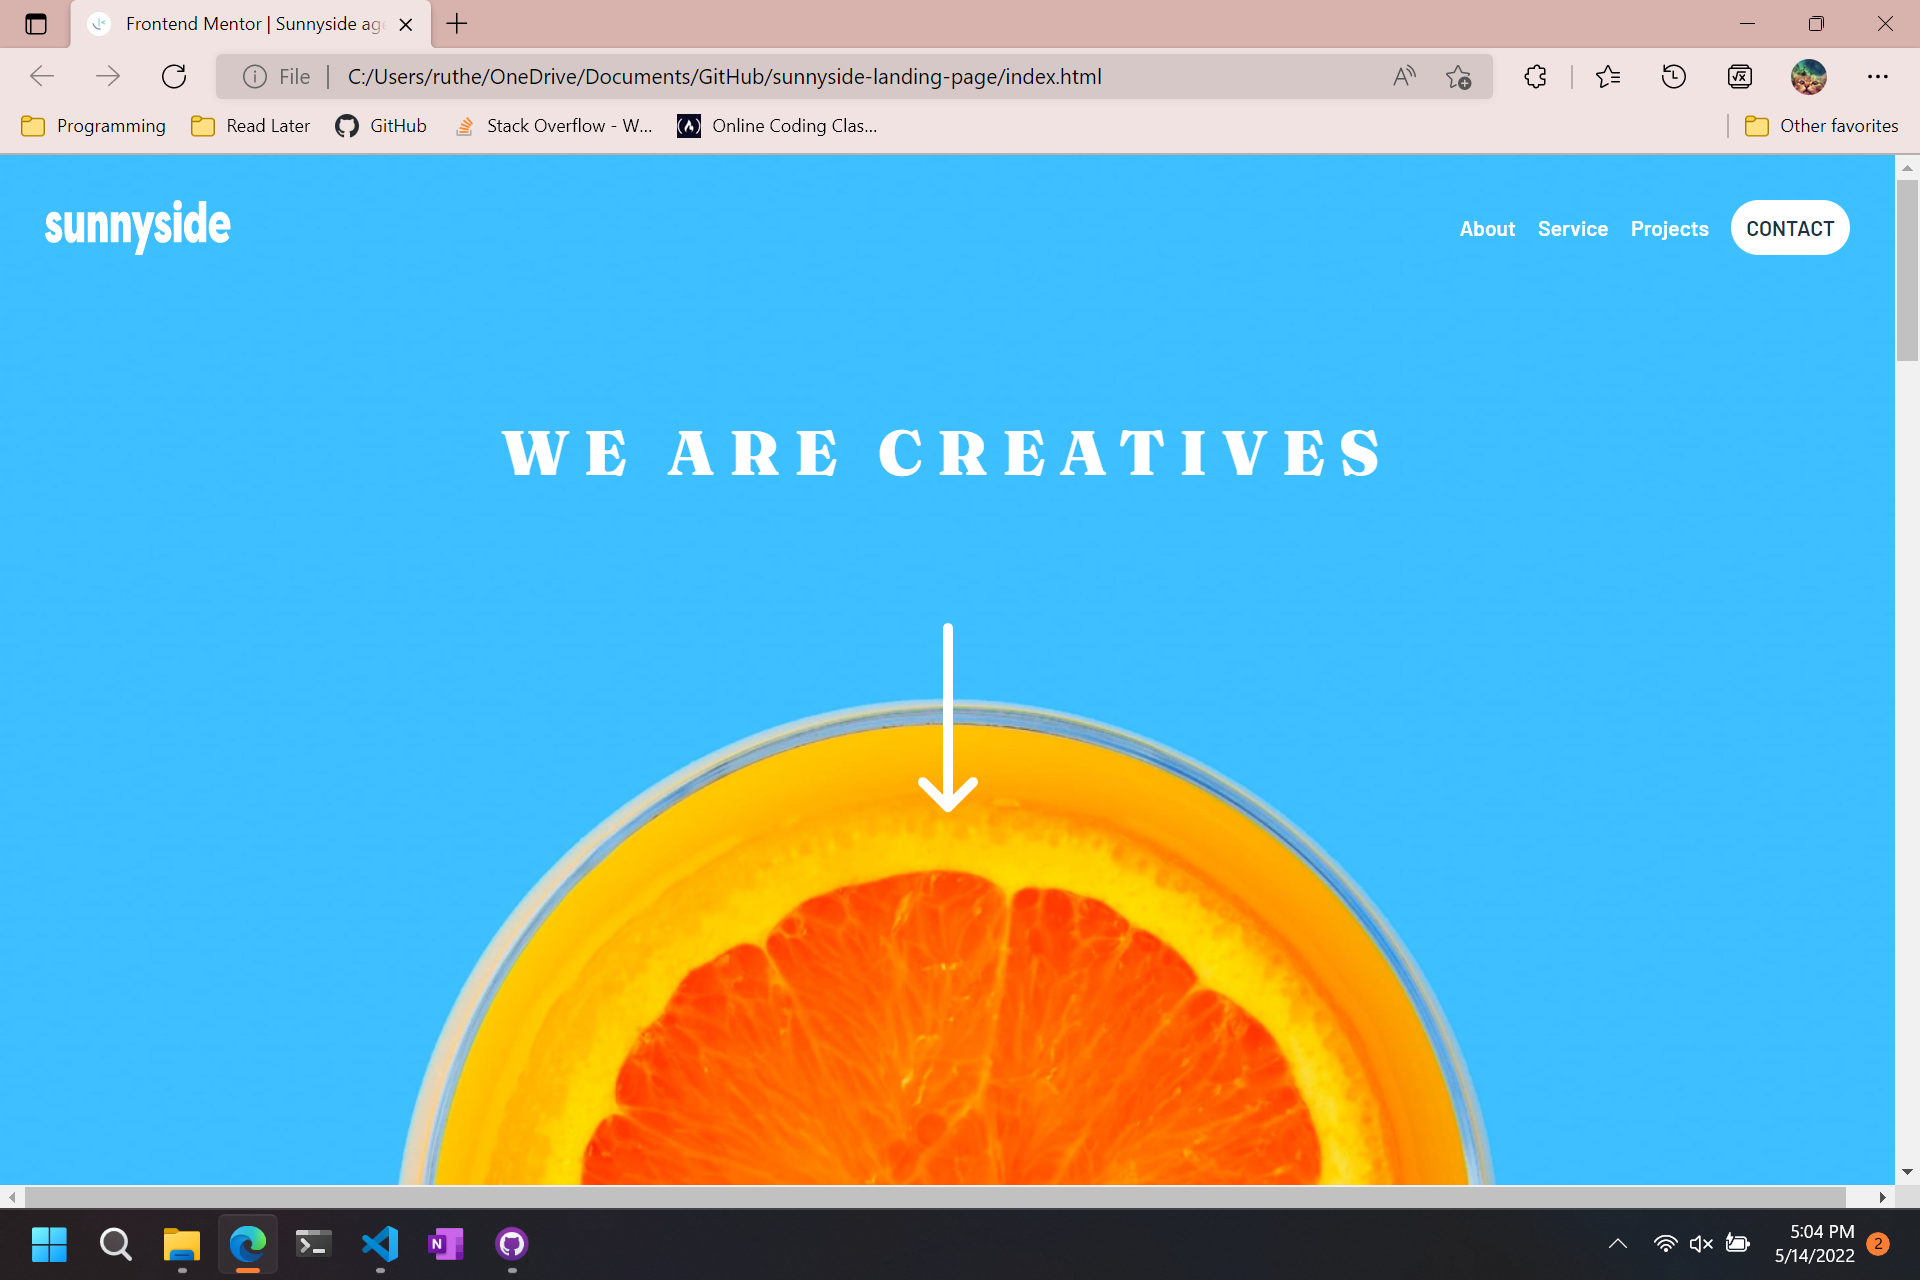 Frontend Mentor | Sunnyside age
File | C:/Users/ruthe/OneDrive/Documents/GitHub/sunnyside-landing-page/index.html
Programming Read Later GitHub Stack Overflow - W... Online Coding Clas... Other favorites
sunnyside
About Service Projects CONTACT
WE ARE CREATIVES
5:04 PM
5/14/2022
2